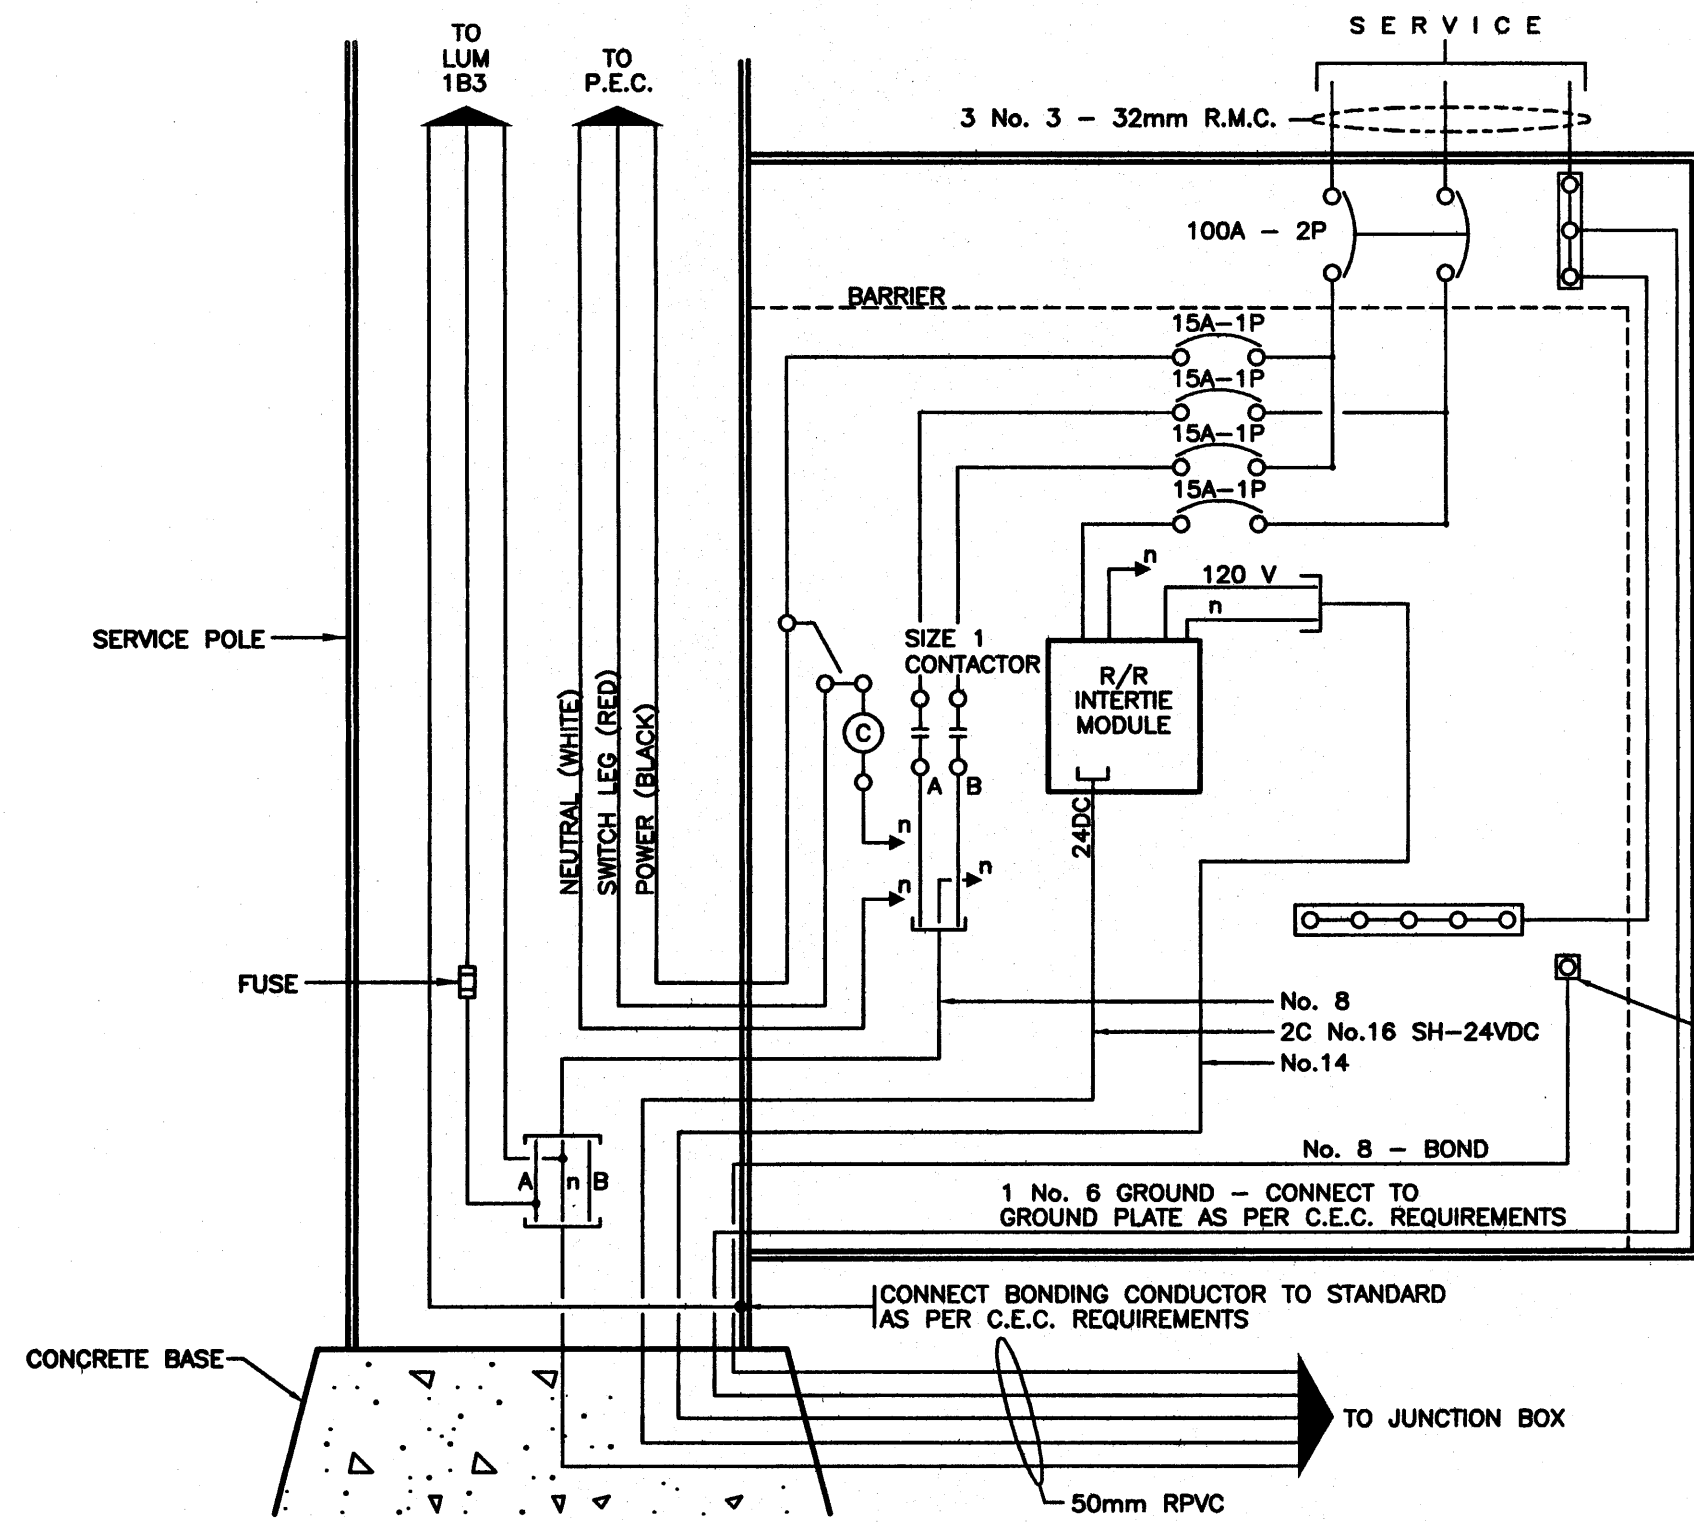 SERVICE
TO
LUM
1B3
TO
P.E.C.
3 No. 3 - 32mm R.M.C.
100A - 2P
BARRIER
15A-1P
15A-1P
15A-1P
15A-1P
n
120 V
n
SERVICE POLE
SIZE 1
CONTACTOR
R/R
INTERTIE
MODULE
NEUTRAL (WHITE)
SWITCH LEG (RED)
POWER (BLACK)
C
A
B
24DC
n
n
n
FUSE
No. 8
2C No.16 SH-24VDC
No.14
No. 8 - BOND
A
n
B
1 No. 6 GROUND - CONNECT TO
GROUND PLATE AS PER C.E.C. REQUIREMENTS
CONNECT BONDING CONDUCTOR TO STANDARD
AS PER C.E.C. REQUIREMENTS
CONCRETE BASE
TO JUNCTION BOX
50mm RPVC